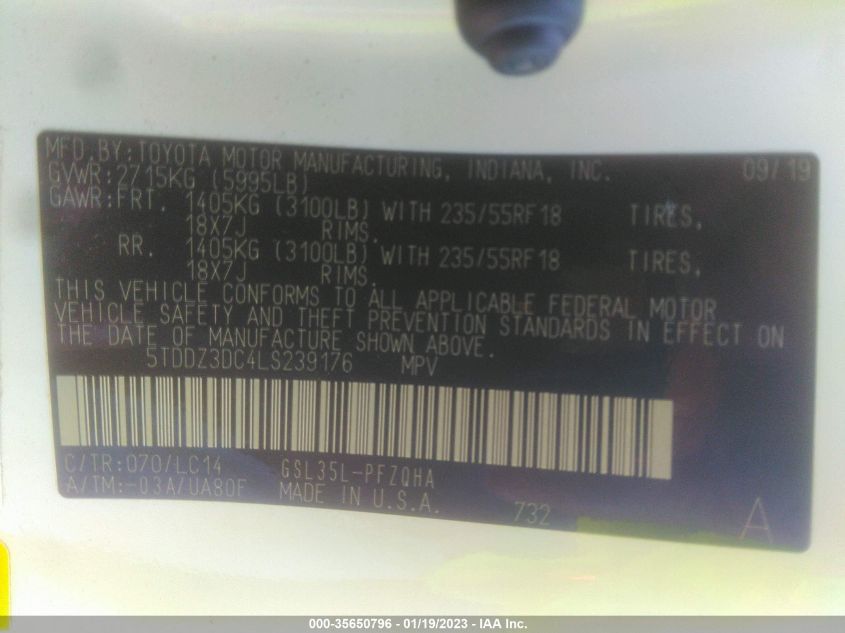 MFD.BY:TOYOTA MOTOR MANUFACTURING, INDIANA, INC. 09/19
GVWR:2715KG (5995LB)
GAWR:FRT. 1405KG (3100LB) WITH 235/55RF18 TIRES,
18X7J RIMS.
RR. 1405KG (3100LB) WITH 235/55RF18 TIRES,
18X7J RIMS.
THIS VEHICLE CONFORMS TO ALL APPLICABLE FEDERAL MOTOR
VEHICLE SAFETY AND THEFT PREVENTION STANDARDS IN EFFECT ON
THE DATE OF MANUFACTURE SHOWN ABOVE.
5TDDZ3DC4LS239176 MPV
C/TR:070/LC14 GSL35L-PFZQHA
A/TM:-03A/UA80F MADE IN U.S.A. 732 A
000-35650796 - 01/19/2023 - IAA Inc.